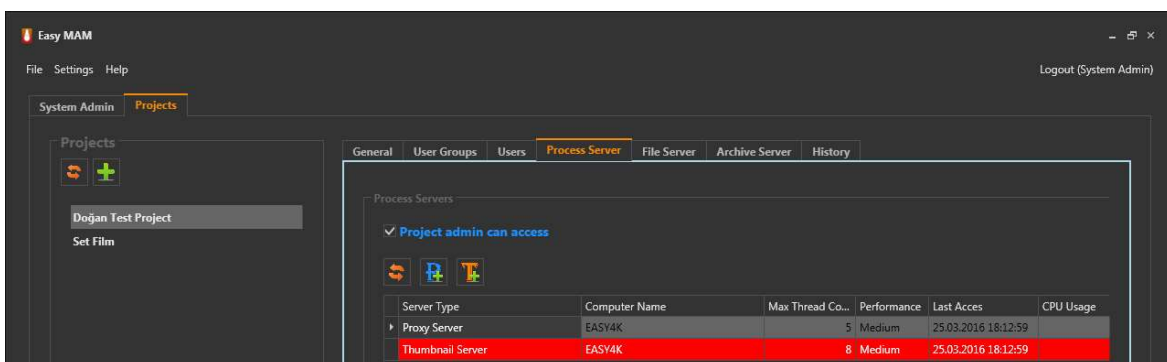 Easy MAM
File Settings Help
Logout (System Admin)
System Admin Projects
Projects
Doğan Test Project
Set Film
General User Groups Users Process Server File Server Archive Server History
Process Servers
Project admin can access
Server Type Computer Name Max Thread Co... Performance Last Acces CPU Usage
Proxy Server EASY4K 5 Medium 25.03.2016 18:12:59
Thumbnail Server EASY4K 8 Medium 25.03.2016 18:12:59